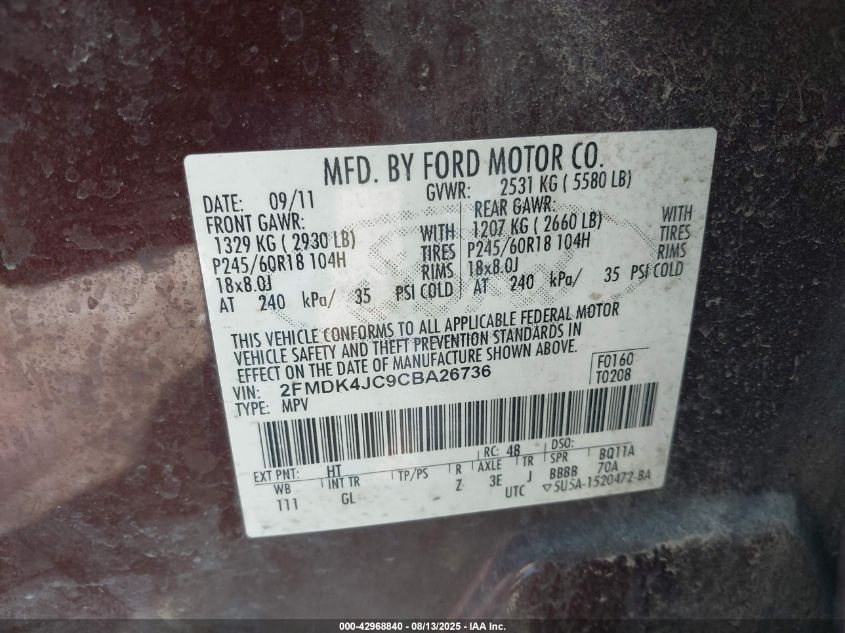 MFD. BY FORD MOTOR CO.
DATE: 09/11 GVWR: 2531 KG ( 5580 LB)
FRONT GAWR: REAR GAWR:
1329 KG ( 2930 LB) WITH 1207 KG ( 2660 LB) WITH
P245/60R18 104H TIRES P245/60R18 104H TIRES
18x8.0J RIMS 18x8.0J RIMS
AT 240 kPa/ 35 PSI COLD AT 240 kPa/ 35 PSI COLD
THIS VEHICLE CONFORMS TO ALL APPLICABLE FEDERAL MOTOR
VEHICLE SAFETY AND THEFT PREVENTION STANDARDS IN
EFFECT ON THE DATE OF MANUFACTURE SHOWN ABOVE.
VIN: 2FMDK4JC9CBA26736 F0160
TYPE: MPV T0208
EXT PNT: HT RC: 48 DSO:
WB INT TR TP/PS R AXLE TR SPR BQ11A
111 GL Z 3E J BBBB 70A
UTC ▽5U5A-1520472-BA
000-42968840 - 08/13/2025 - IAA Inc.